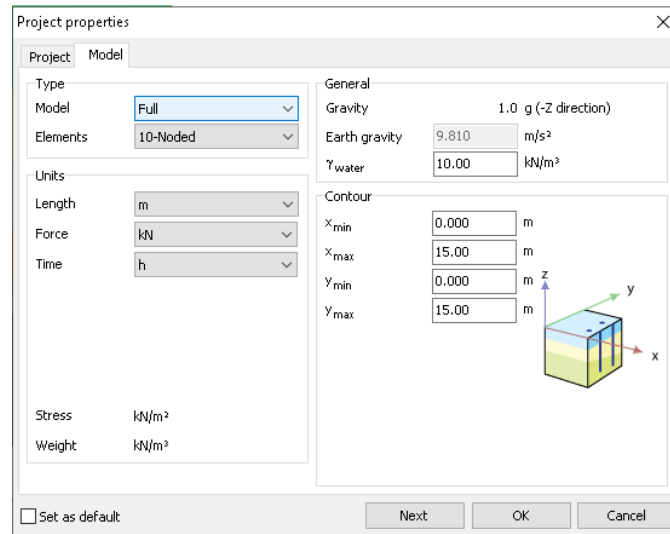 Project properties
Project Model
Type
Model Full
Elements 10-Noded
Units
Length m
Force kN
Time h
Stress kN/m²
Weight kN/m³
General
Gravity 1.0 g (-Z direction)
Earth gravity 9.810 m/s²
γwater 10.00 kN/m³
Contour
xmin 0.000 m
xmax 15.00 m
ymin 0.000 m
ymax 15.00 m
z
y
x
Set as default Next OK Cancel